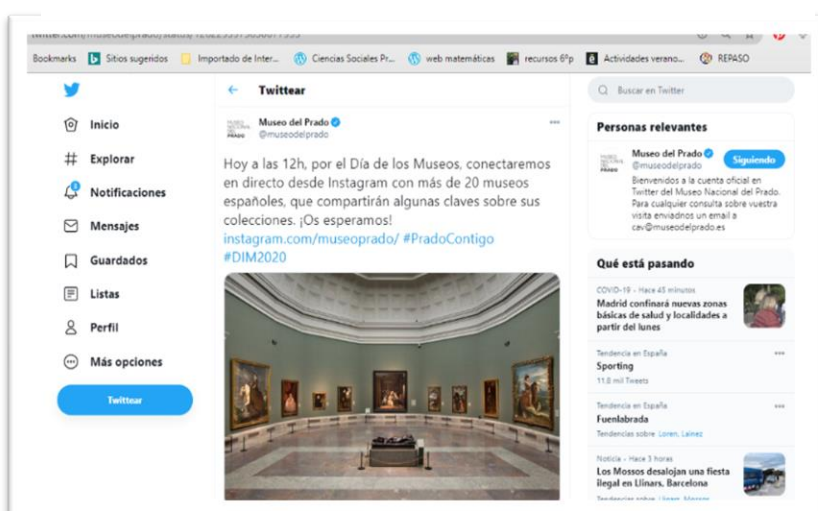 Bookmarks Sitios sugeridos Importado de Inter... Ciencias Sociales Pr... web matemáticas recursos 6ºp Actividades verano... REPASO
Inicio
Explorar
Notificaciones
Mensajes
Guardados
Listas
Perfil
Más opciones
Twittear
Twittear
Museo del Prado
@museodelprado
Hoy a las 12h, por el Día de los Museos, conectaremos
en directo desde Instagram con más de 20 museos
españoles, que compartirán algunas claves sobre sus
colecciones. ¡Os esperamos!
instagram.com/museoprado/ #PradoContigo
#DIM2020
Buscar en Twitter
Personas relevantes
Museo del Prado
@museodelprado
Siguiendo
Bienvenidos a la cuenta oficial en
Twitter del Museo Nacional del Prado.
Para cualquier consulta sobre vuestra
visita enviadnos un email a
cav@museodelprado.es
Qué está pasando
COVID-19 - Hace 45 minutos
Madrid confinará nuevas zonas
básicas de salud y localidades a
partir del lunes
Tendencia en España
Sporting
11,8 mil Tweets
Tendencia en España
Fuenlabrada
Tendencias sobre Loren, Lainez
Noticia - Hace 3 horas
Los Mossos desalojan una fiesta
ilegal en Llinars, Barcelona
Tendencias sobre Llinars, Mossos